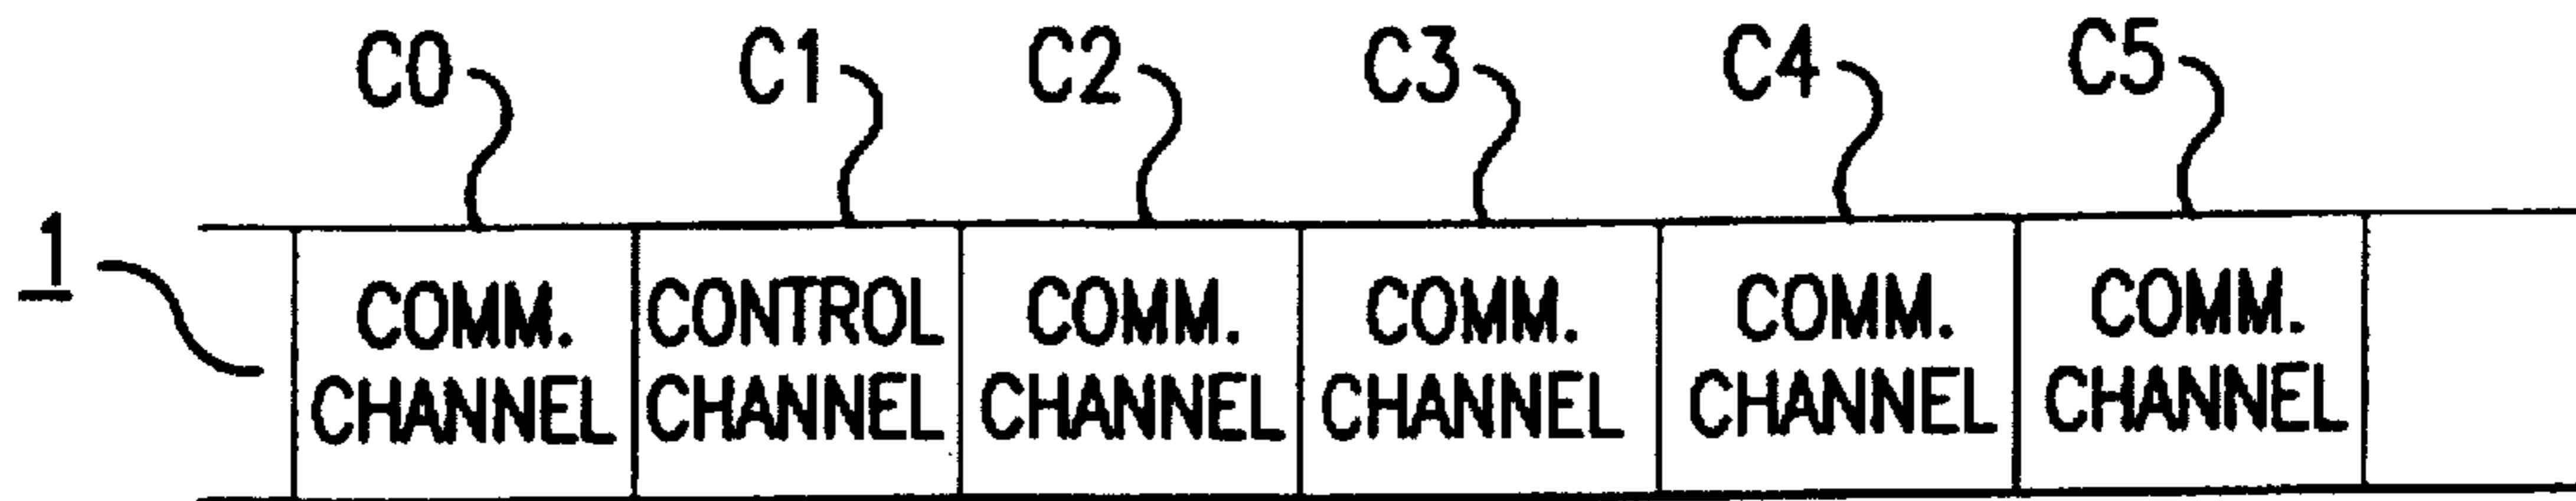 C0 C1 C2 C3 C4 C5
1
COMM. CONTROL COMM. COMM. COMM. COMM.
CHANNEL CHANNEL CHANNEL CHANNEL CHANNEL CHANNEL